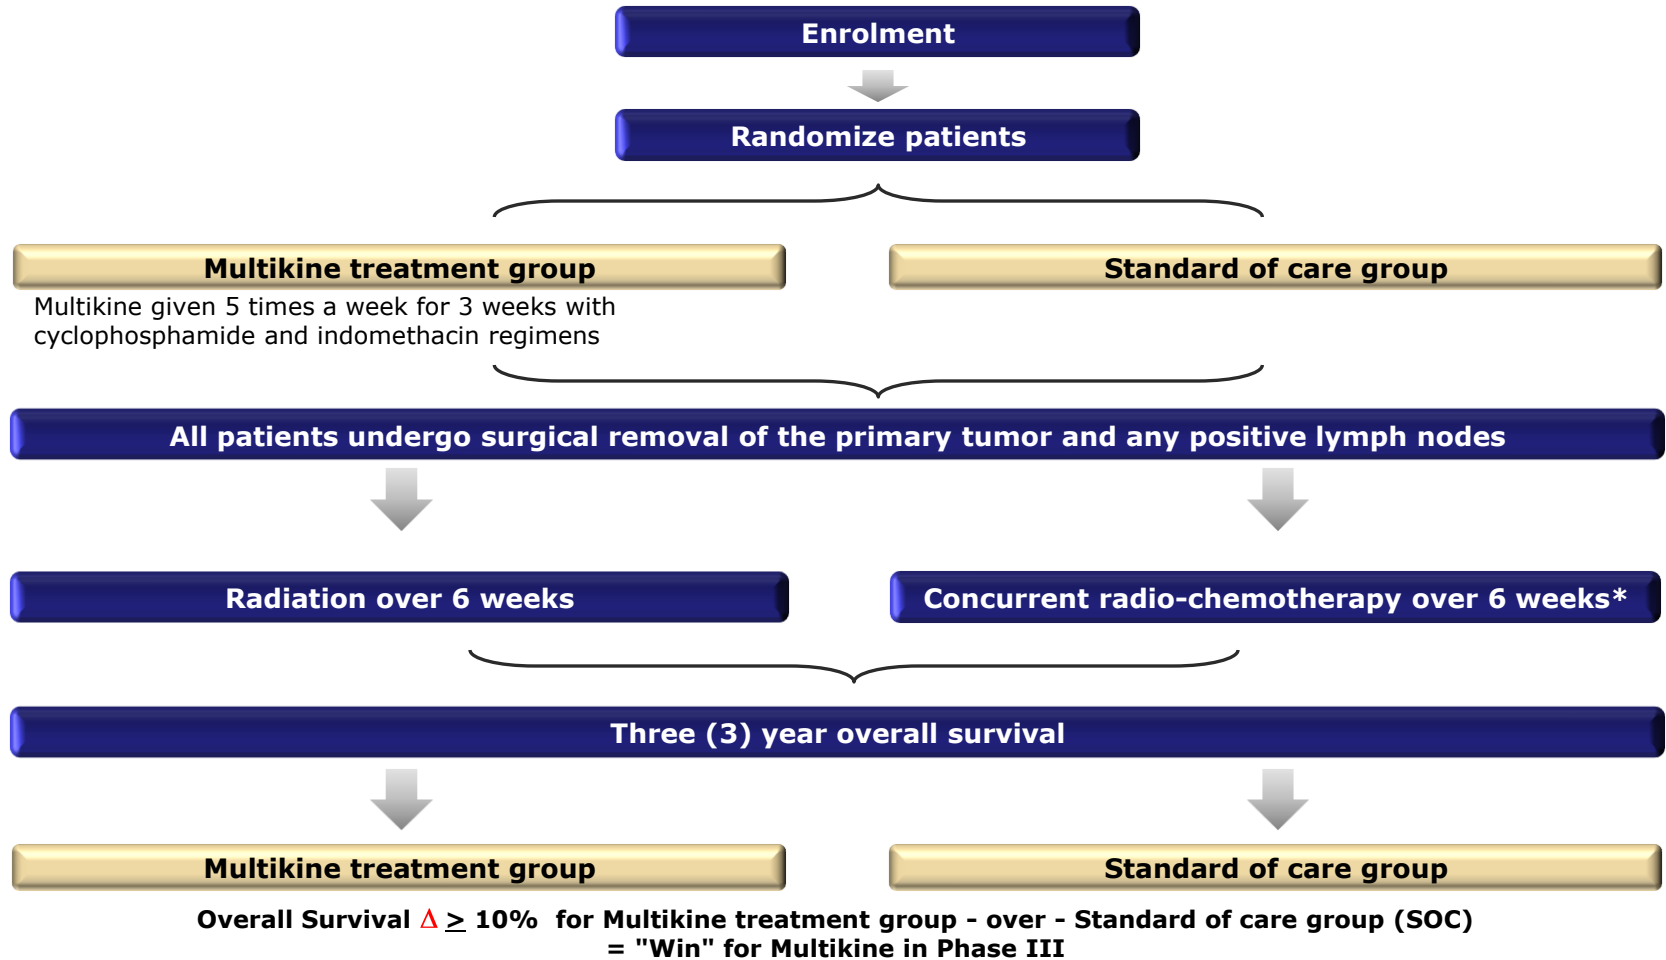 Enrolment
Randomize patients
Multikine treatment group
Standard of care group
Multikine given 5 times a week for 3 weeks with
cyclophosphamide and indomethacin regimens
All patients undergo surgical removal of the primary tumor and any positive lymph nodes
Radiation over 6 weeks
Concurrent radio-chemotherapy over 6 weeks*
Three (3) year overall survival
Multikine treatment group
Standard of care group
Overall Survival Δ ≥ 10% for Multikine treatment group - over - Standard of care group (SOC)
= "Win" for Multikine in Phase III